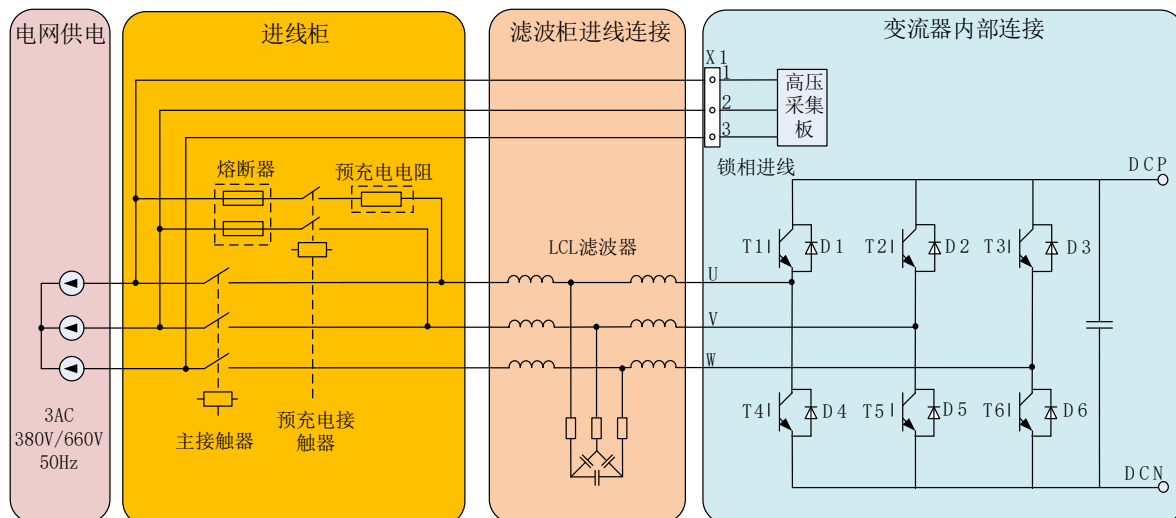 电网供电
进线柜
滤波柜进线连接
变流器内部连接
X1
1
2
3
高压
采集
板
锁相进线
熔断器
预充电电阻
DCP
LCL滤波器
T1
D1
T2
D2
T3
D3
U
V
W
T4
D4
T5
D5
T6
D6
3AC
380V/660V
50Hz
主接触器
预充电接
触器
DCN